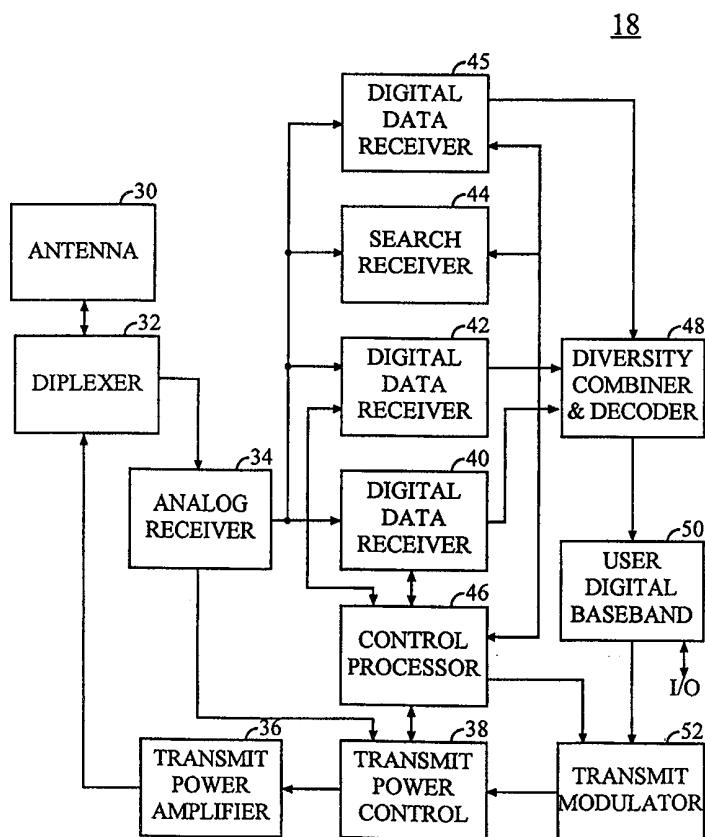 18
45
DIGITAL
DATA
RECEIVER
30
ANTENNA
44
SEARCH
RECEIVER
32
DIPLEXER
42
DIGITAL
DATA
RECEIVER
48
DIVERSITY
COMBINER
& DECODER
34
ANALOG
RECEIVER
40
DIGITAL
DATA
RECEIVER
50
USER
DIGITAL
BASEBAND
46
CONTROL
PROCESSOR
I/O
36
TRANSMIT
POWER
AMPLIFIER
38
TRANSMIT
POWER
CONTROL
52
TRANSMIT
MODULATOR